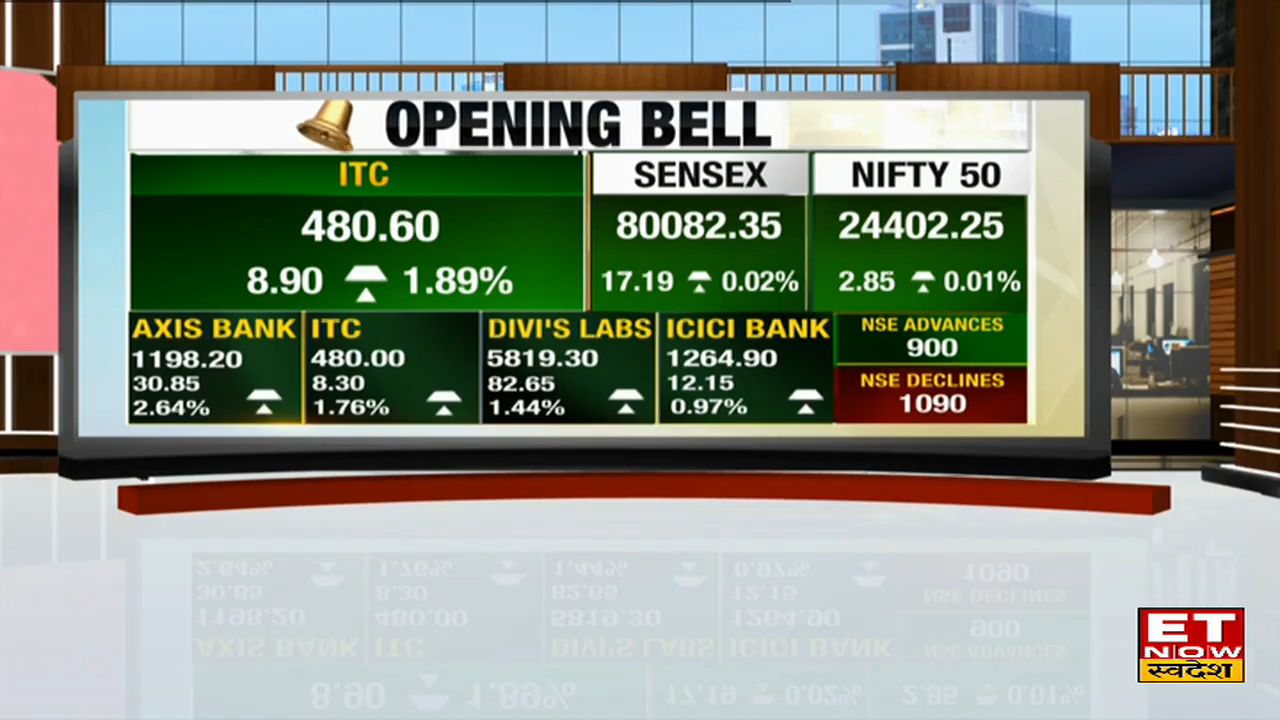 OPENING BELL
ITC
480.60
8.90 1.89%
SENSEX
80082.35
17.19 0.02%
NIFTY 50
24402.25
2.85 0.01%
AXIS BANK
1198.20
30.85
2.64%
ITC
480.00
8.30
1.76%
DIVI'S LABS
5819.30
82.65
1.44%
ICICI BANK
1264.90
12.15
0.97%
NSE ADVANCES
900
NSE DECLINES
1090
ET
NOW
स्वदेश